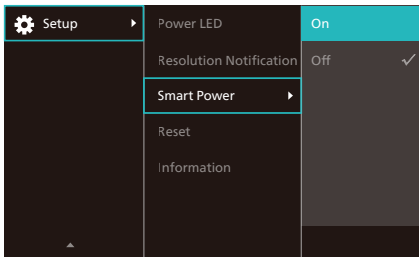 Setup
Power LED
Resolution Notification
Smart Power
Reset
Information
On
Off